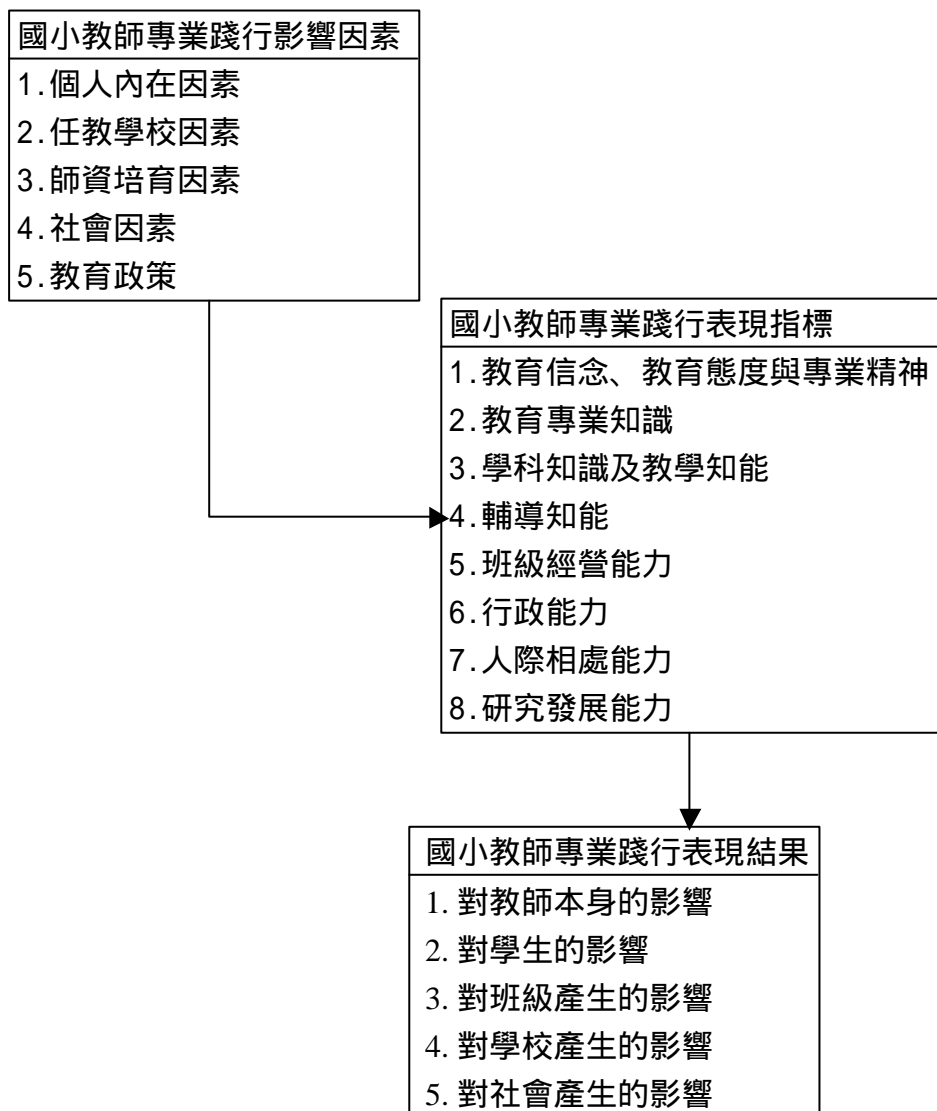 國小教師專業踐行影響因素
1.個人內在因素
2.任教學校因素
3.師資培育因素
4.社會因素
5.教育政策
國小教師專業踐行表現指標
1.教育信念、教育態度與專業精神
2.教育專業知識
3.學科知識及教學知能
4.輔導知能
5.班級經營能力
6.行政能力
7.人際相處能力
8.研究發展能力
國小教師專業踐行表現結果
1. 對教師本身的影響
2. 對學生的影響
3. 對班級產生的影響
4. 對學校產生的影響
5. 對社會產生的影響